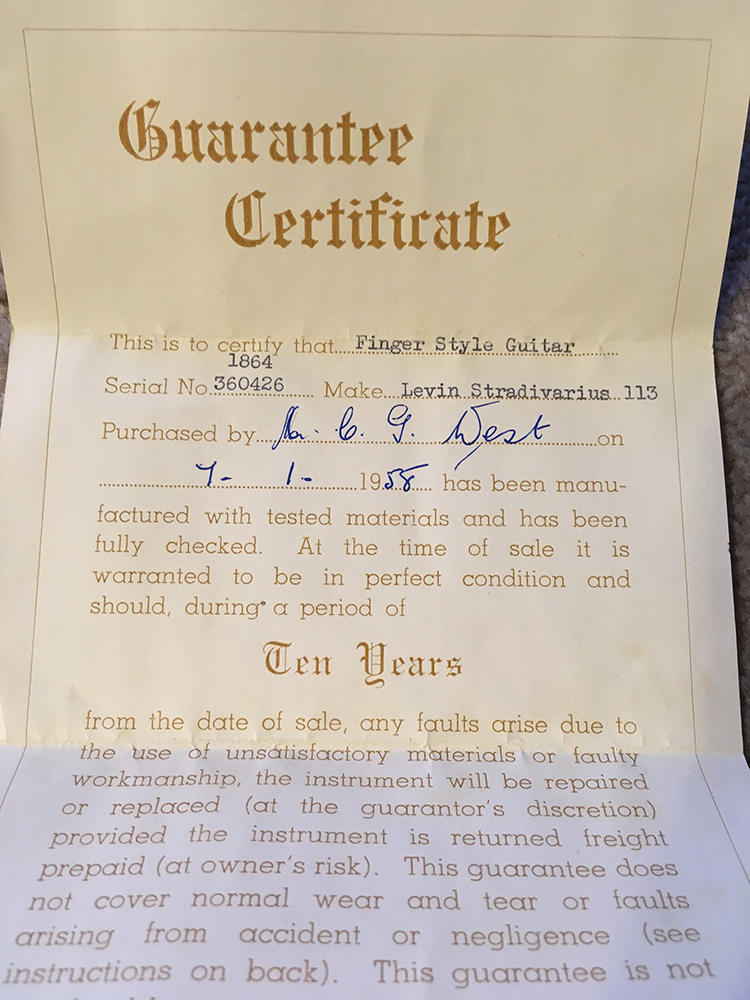 Guarantee
Certificate
This is to certify that....Finger Style Guitar........
1864
Serial No.360426...... Make...Levin Stradivarius..113
Purchased by....Mr. C. G. West............on
....................7-.......1-........1958.... has been manu-
factured with tested materials and has been
fully checked. At the time of sale it is
warranted to be in perfect condition and
should, during a period of
Ten Years
from the date of sale, any faults arise due to
the use of unsatisfactory materials or faulty
workmanship, the instrument will be repaired
or replaced (at the guarantor's discretion)
provided the instrument is returned freight
prepaid (at owner's risk). This guarantee does
not cover normal wear and tear or faults
arising from accident or negligence (see
instructions on back). This guarantee is not